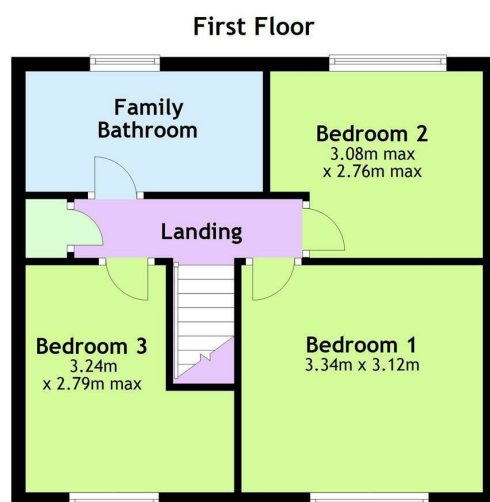 First Floor
Family
Bathroom
Bedroom 2
3.08m max
x 2.76m max
Landing
Bedroom 3
3.24m
x 2.79m max
Bedroom 1
3.34m x 3.12m